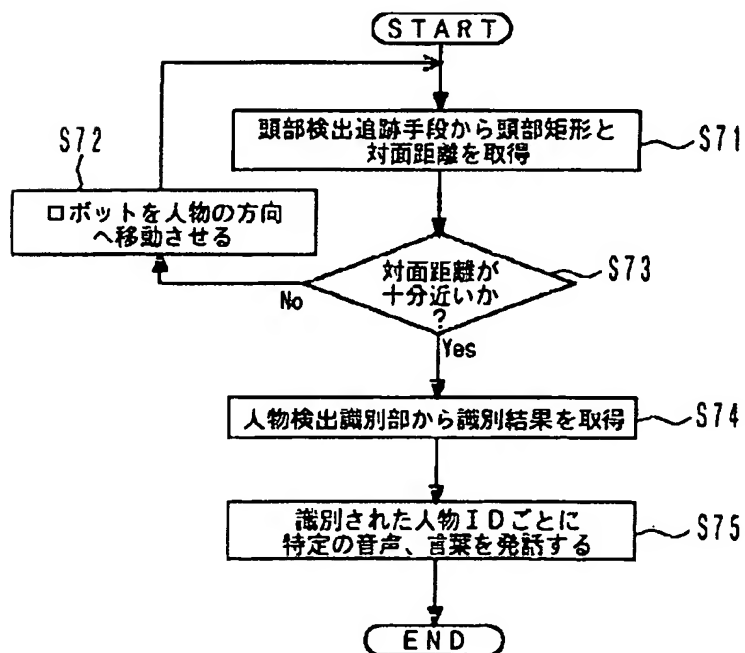 START
頭部検出追跡手段から頭部矩形と
対面距離を取得
S71
S72
ロボットを人物の方向
へ移動させる
対面距離が
十分近いか
?
S73
No
Yes
人物検出識別部から識別結果を取得
S74
識別された人物IDごとに
特定の音声、言葉を発話する
S75
END